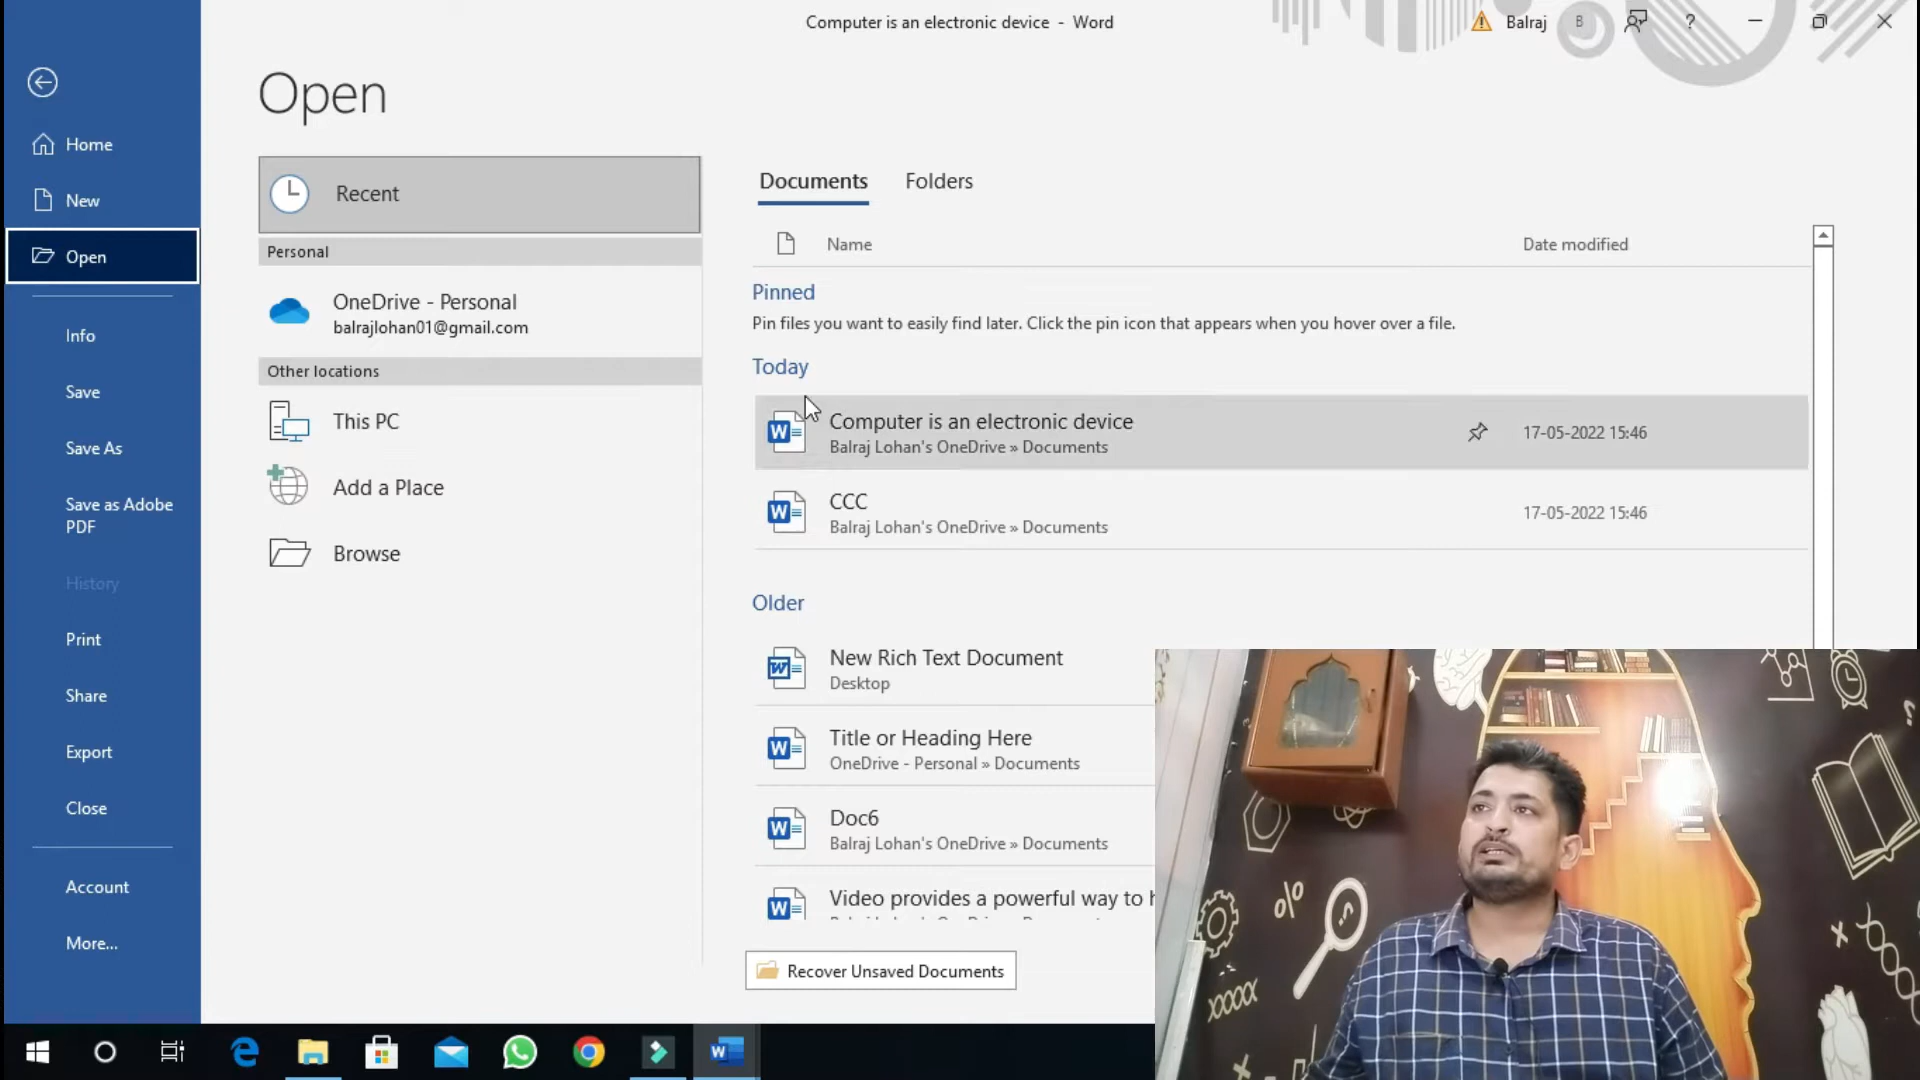 Computer is an electronic device - Word
Balraj
B
?
Open
Home
New
Open
Info
Save
Save As
Save as Adobe
PDF
History
Print
Share
Export
Close
Account
More...
Recent
Personal
OneDrive - Personal
balrajlohan01@gmail.com
Other locations
This PC
Add a Place
Browse
Documents Folders
Name Date modified
Pinned
Pin files you want to easily find later. Click the pin icon that appears when you hover over a file.
Today
Computer is an electronic device
Balraj Lohan's OneDrive » Documents
17-05-2022 15:46
CCC
Balraj Lohan's OneDrive » Documents
17-05-2022 15:46
Older
New Rich Text Document
Desktop
Title or Heading Here
OneDrive - Personal » Documents
Doc6
Balraj Lohan's OneDrive » Documents
Video provides a powerful way to
Recover Unsaved Documents